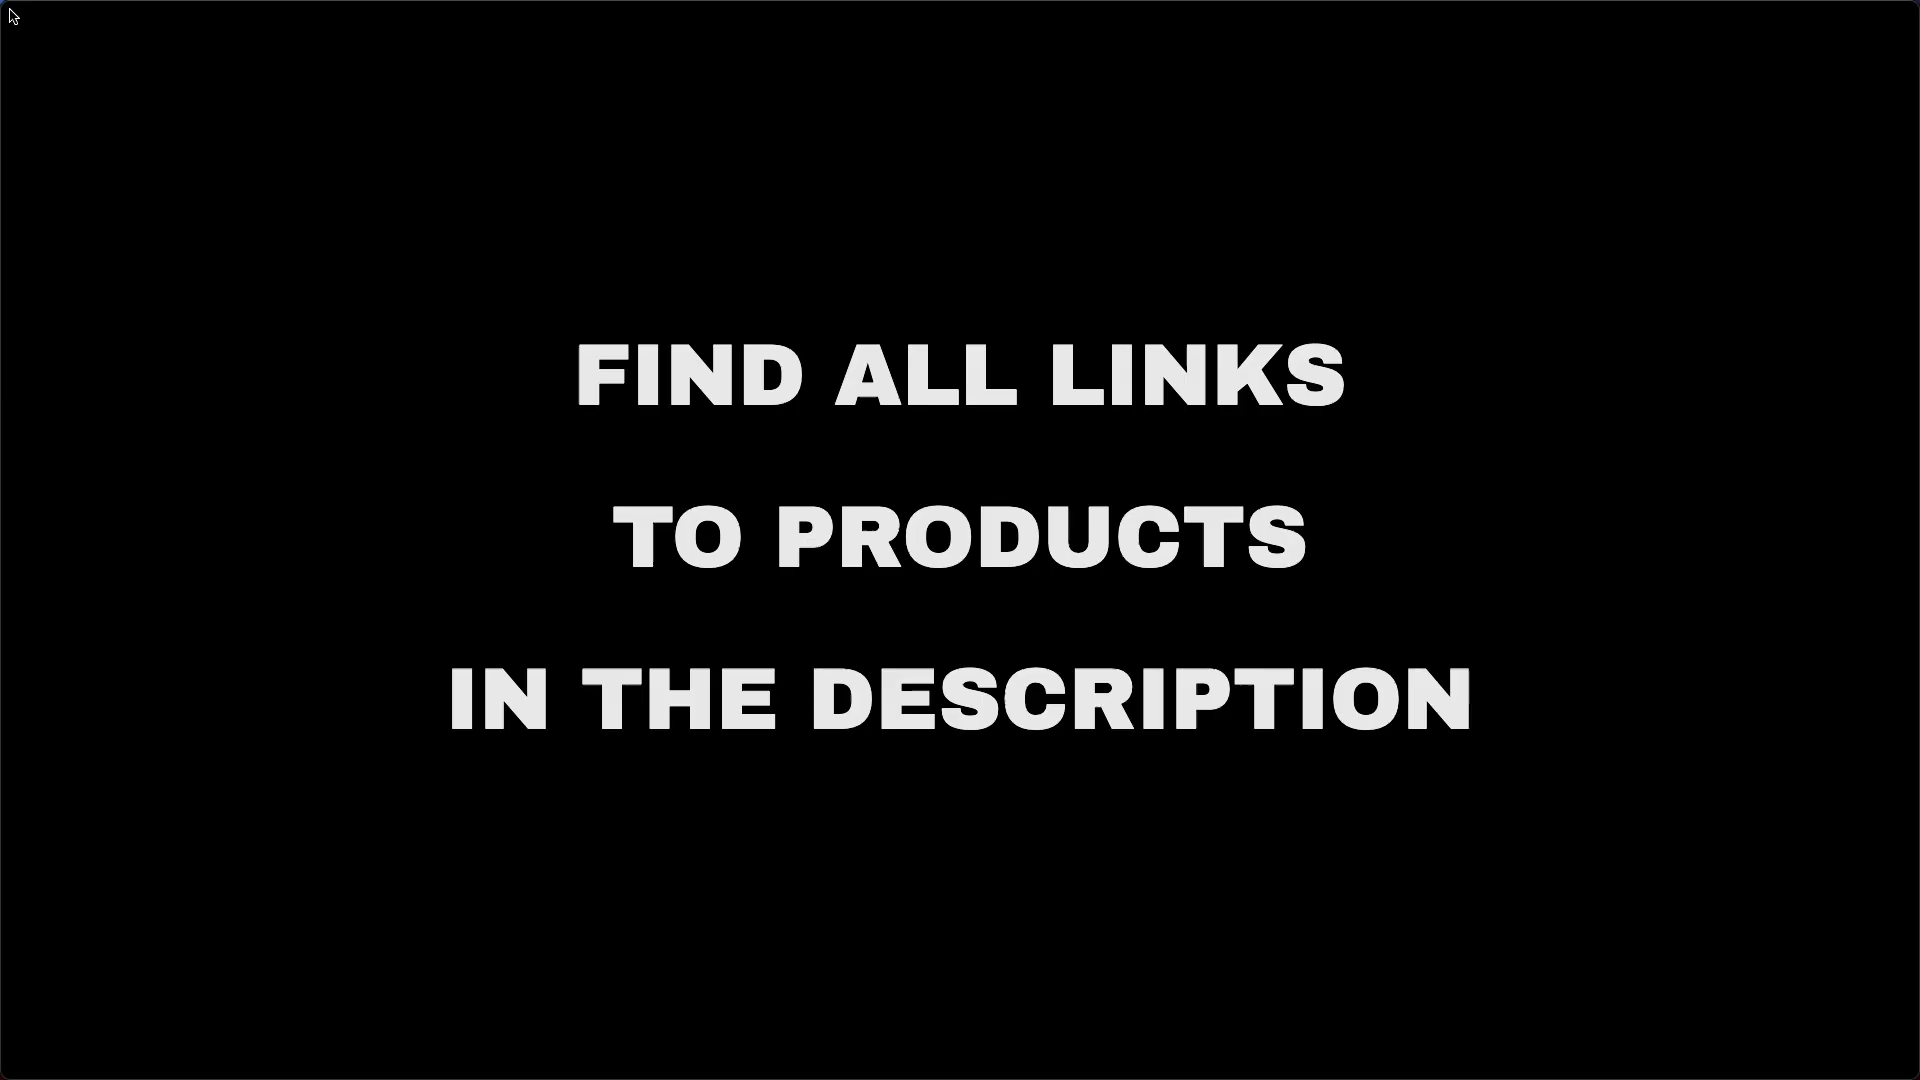 FIND ALL LINKS
TO PRODUCTS
IN THE DESCRIPTION